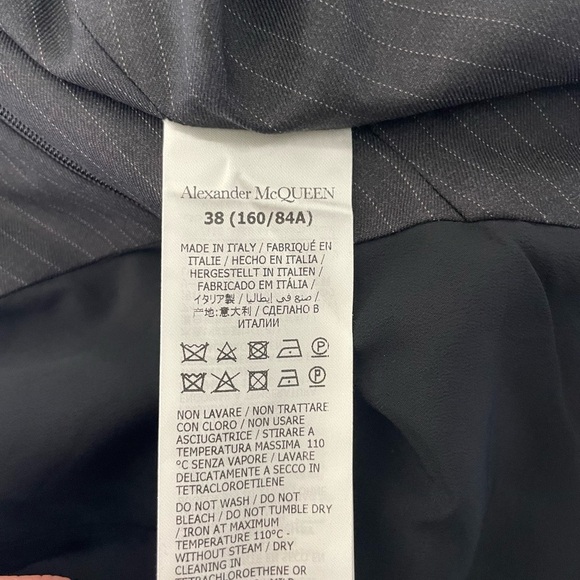 Alexander McQUEEN
38 (160/84A)
MADE IN ITALY / FABRIQUÉ EN
ITALIE / HECHO EN ITALIA /
HERGESTELLT IN ITALIEN /
FABRICADO EM ITÁLIA /
イタリア製 / صنع في إيطاليا /
产地:意大利 / СДЕЛАНО В
ИТАЛИИ
P
P
NON LAVARE / NON TRATTARE
CON CLORO / NON USARE
ASCIUGATRICE / STIRARE A
TEMPERATURA MASSIMA 110
°C SENZA VAPORE / LAVARE
DELICATAMENTE A SECCO IN
TETRACLOROETILENE
DO NOT WASH / DO NOT
BLEACH / DO NOT TUMBLE DRY
/ IRON AT MAXIMUM
TEMPERATURE 110°C -
WITHOUT STEAM / DRY
CLEANING IN
TETRACHLOROETHENE OR